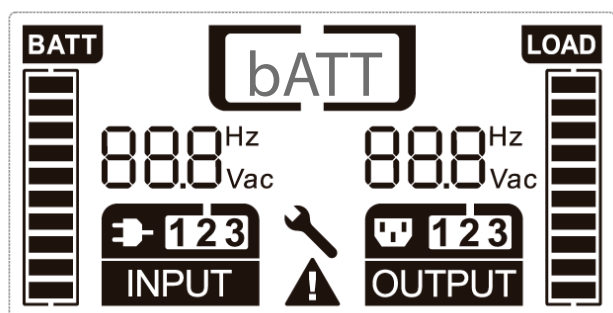 BATT
bATT
LOAD
88.8 Hz Vac
88.8 Hz Vac
123
123
INPUT
OUTPUT